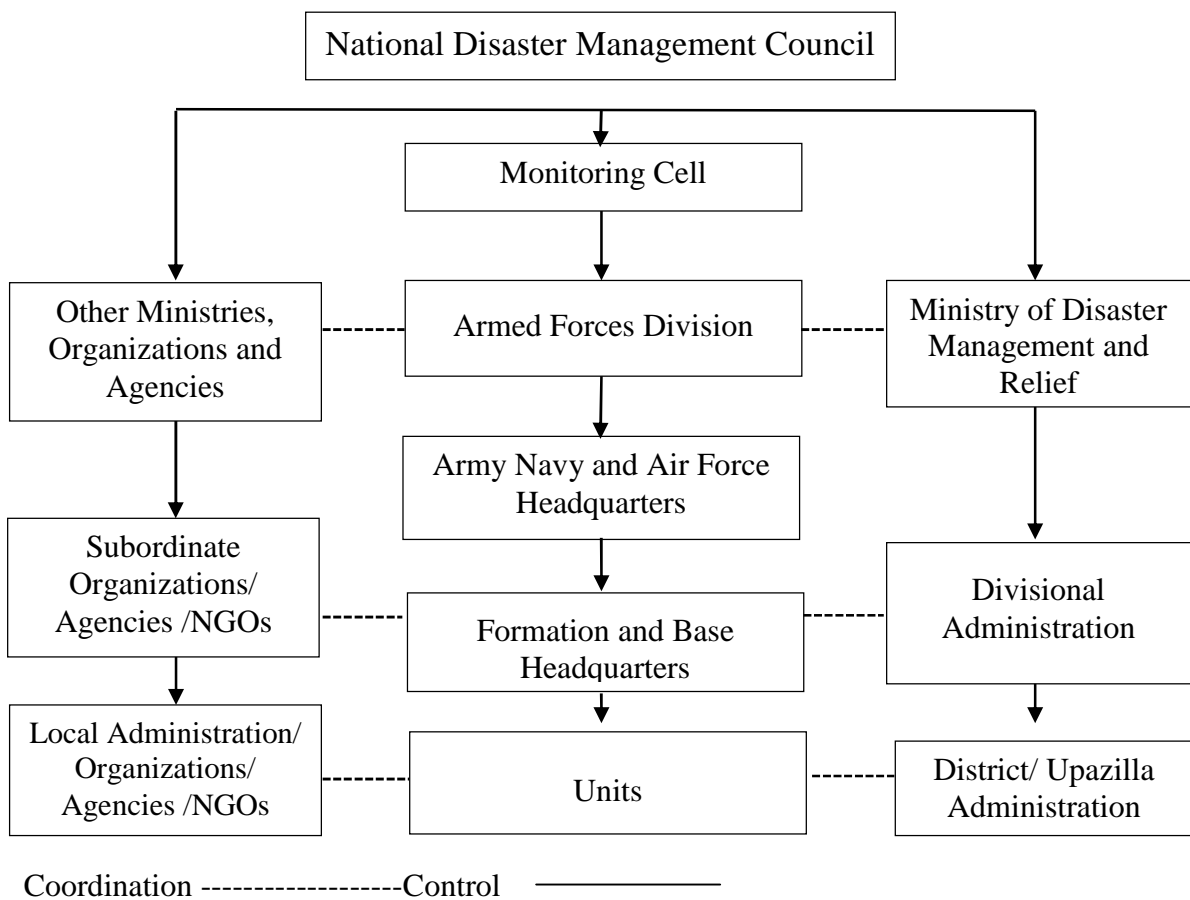 National Disaster Management Council
Monitoring Cell
Other Ministries,
Organizations and
Agencies
Armed Forces Division
Ministry of Disaster
Management and
Relief
Army Navy and Air Force
Headquarters
Subordinate
Organizations/
Agencies /NGOs
Formation and Base
Headquarters
Divisional
Administration
Local Administration/
Organizations/
Agencies /NGOs
Units
District/ Upazilla
Administration
Coordination Control